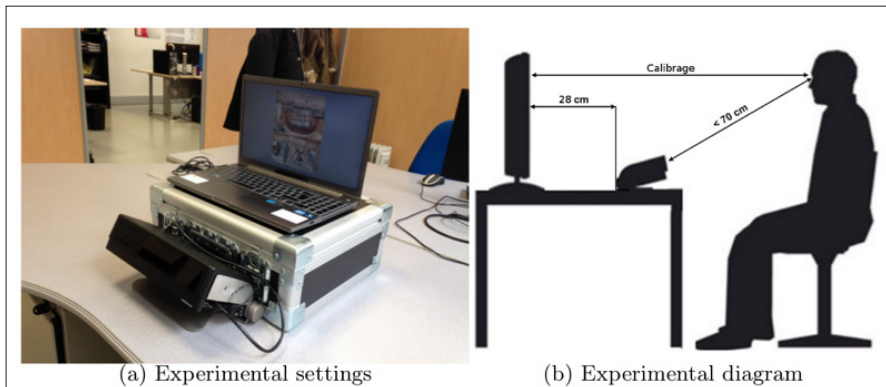 Calibrage
28 cm
< 70 cm
(a) Experimental settings
(b) Experimental diagram